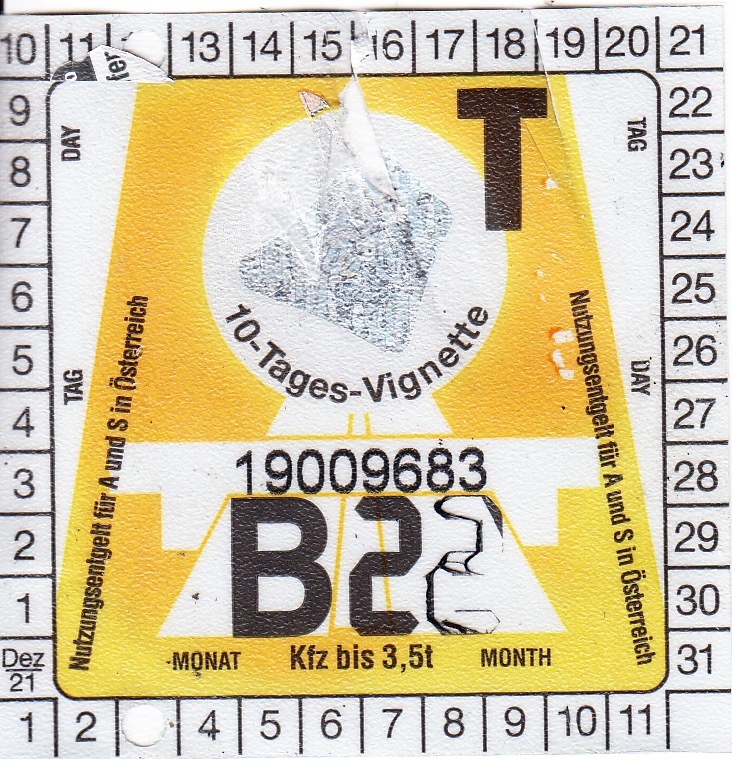 10 11 13 14 15 16 17 18 19 20 21
fer
9
8
7
6
5
4
3
2
1
Dez
21
DAY
TAG
Nutzungsentgelt für A und S in Österreich
T
10-Tages-Vignette
19009683
B2
MONAT Kfz bis 3,5t MONTH
TAG
DAY
Nutzungsentgelt für A und S in Österreich
22
23
24
25
26
27
28
29
30
31
1 2 4 5 6 7 8 9 10 11